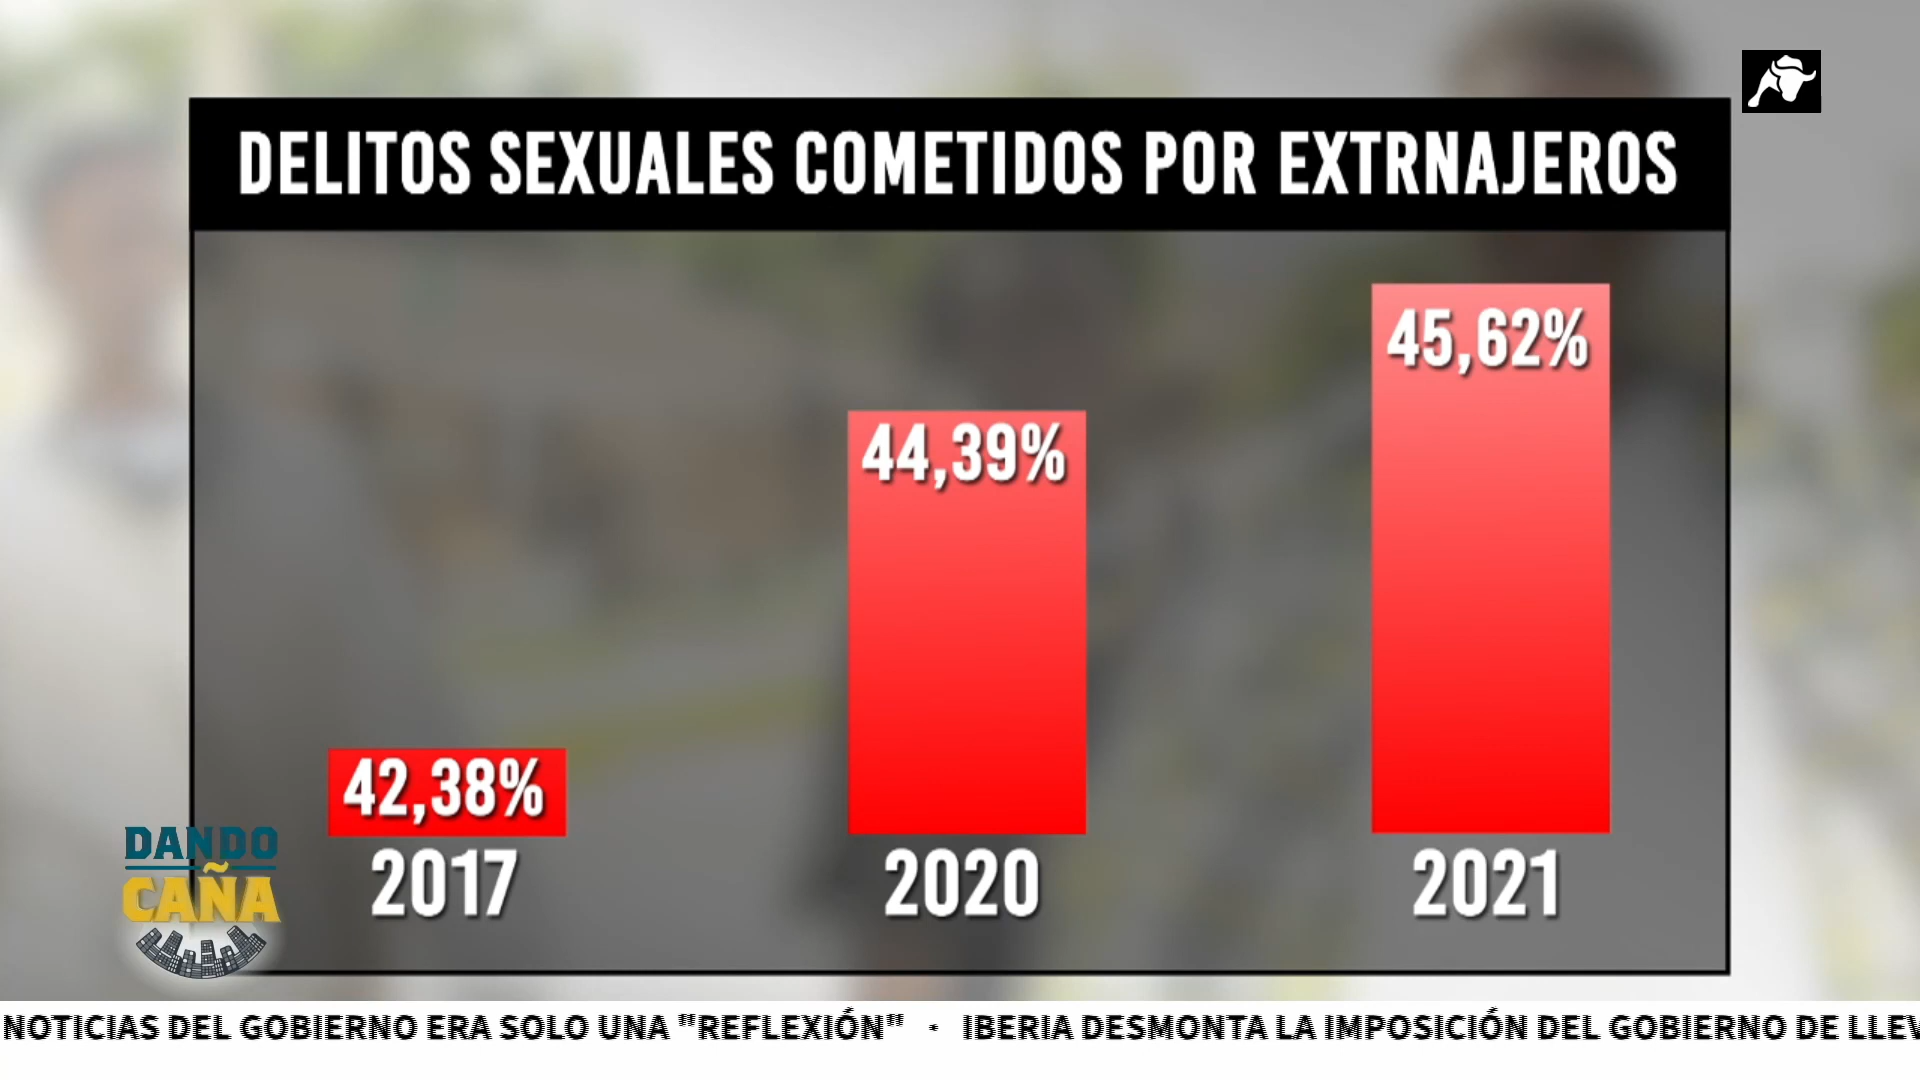 DELITOS SEXUALES COMETIDOS POR EXTRNAJEROS
45,62%
44,39%
42,38%
2017
2020
2021
DANDO
CAÑA
NOTICIAS DEL GOBIERNO ERA SOLO UNA "REFLEXIÓN" · IBERIA DESMONTA LA IMPOSICIÓN DEL GOBIERNO DE LLEV